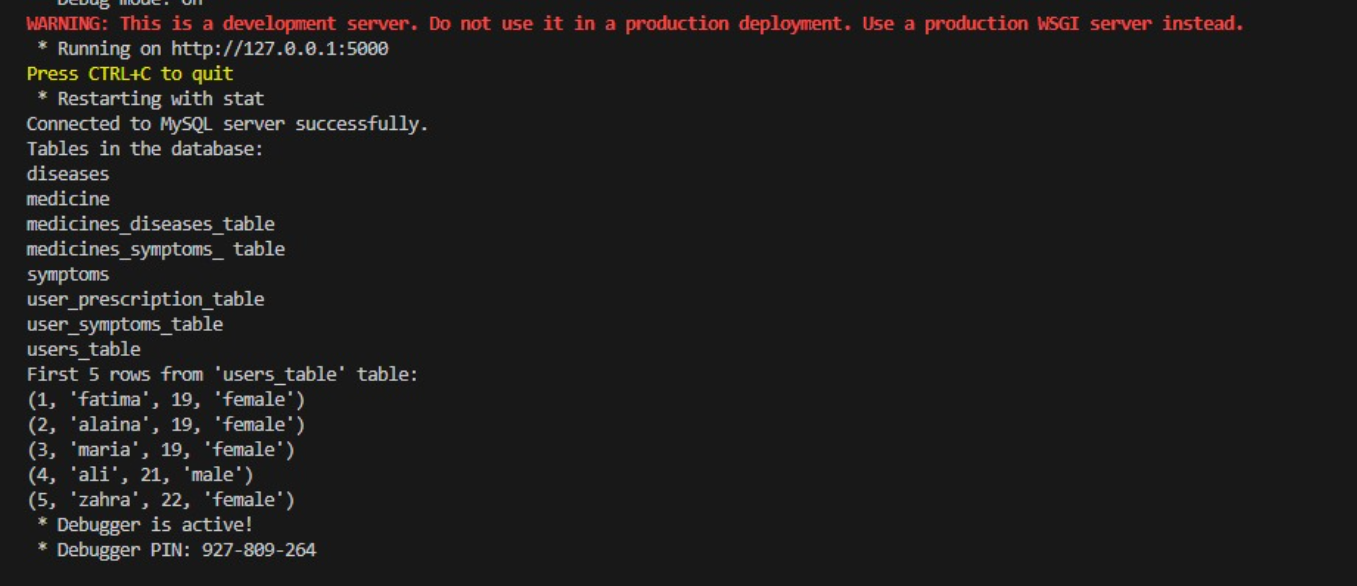 Debug mode: on
WARNING: This is a development server. Do not use it in a production deployment. Use a production WSGI server instead.
 * Running on http://127.0.0.1:5000
Press CTRL+C to quit
 * Restarting with stat
Connected to MySQL server successfully.
Tables in the database:
diseases
medicine
medicines_diseases_table
medicines_symptoms_ table
symptoms
user_prescription_table
user_symptoms_table
users_table
First 5 rows from 'users_table' table:
(1, 'fatima', 19, 'female')
(2, 'alaina', 19, 'female')
(3, 'maria', 19, 'female')
(4, 'ali', 21, 'male')
(5, 'zahra', 22, 'female')
 * Debugger is active!
 * Debugger PIN: 927-809-264